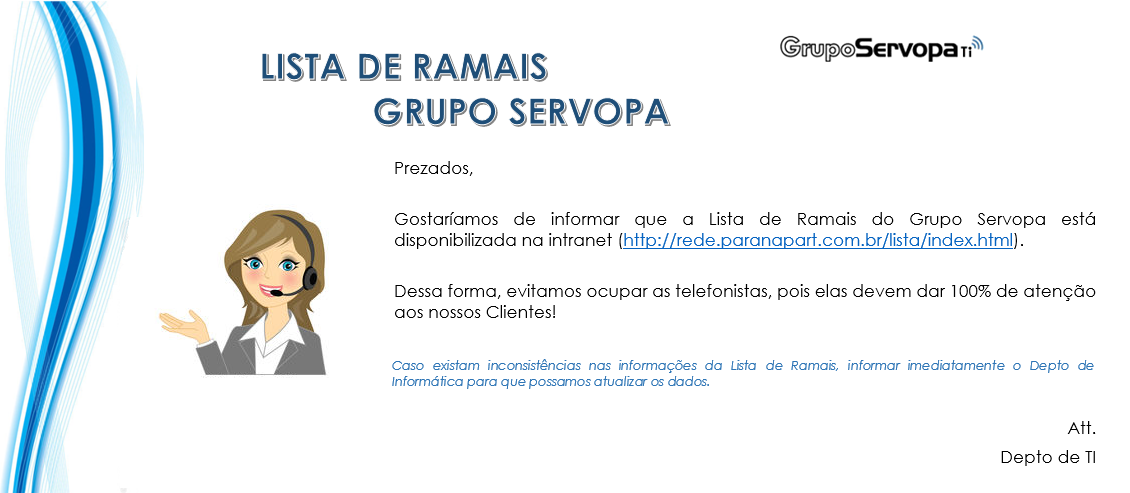 GrupoServopa TI
LISTA DE RAMAIS
GRUPO SERVOPA
Prezados,
Gostaríamos de informar que a Lista de Ramais do Grupo Servopa está
disponibilizada na intranet (http://rede.paranapart.com.br/lista/index.html).
Dessa forma, evitamos ocupar as telefonistas, pois elas devem dar 100% de atenção
aos nossos Clientes!
Caso existam inconsistências nas informações da Lista de Ramais, informar imediatamente o Depto de
Informática para que possamos atualizar os dados.
Att.
Depto de TI